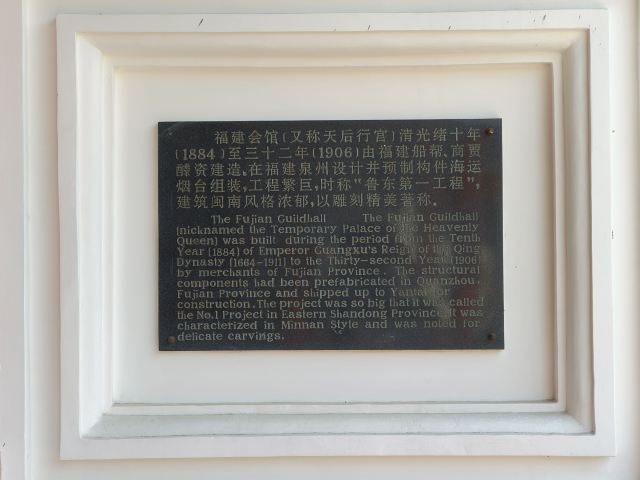 福建会馆(又称天后行宫)清光绪十年
(1884)至三十二年(1906)由福建船帮、商贾
醵资建造。在福建泉州设计并预制构件海运
烟台组装,工程繁巨,时称“鲁东第一工程”,
建筑闽南风格浓郁,以雕刻精美著称。
The Fujian Guildhall The Fujian Guildhall
(nicknamed the Temporary Palace of the Heavenly
Queen) was built during the period from the Tenth
Year (1884) of Emperor Guangxu's Reign of the Qing
Dynasty (1664-1911) to the Thirty-second Year (1906)
by merchants of Fujian Province. The structural
components had been prefabricated in Quanzhou,
Fujian Province and shipped up to Yantai for
construction. The project was so big that it was called
the No.1 Project in Eastern Shandong Province. It was
characterized in Minnan Style and was noted for
delicate carvings.